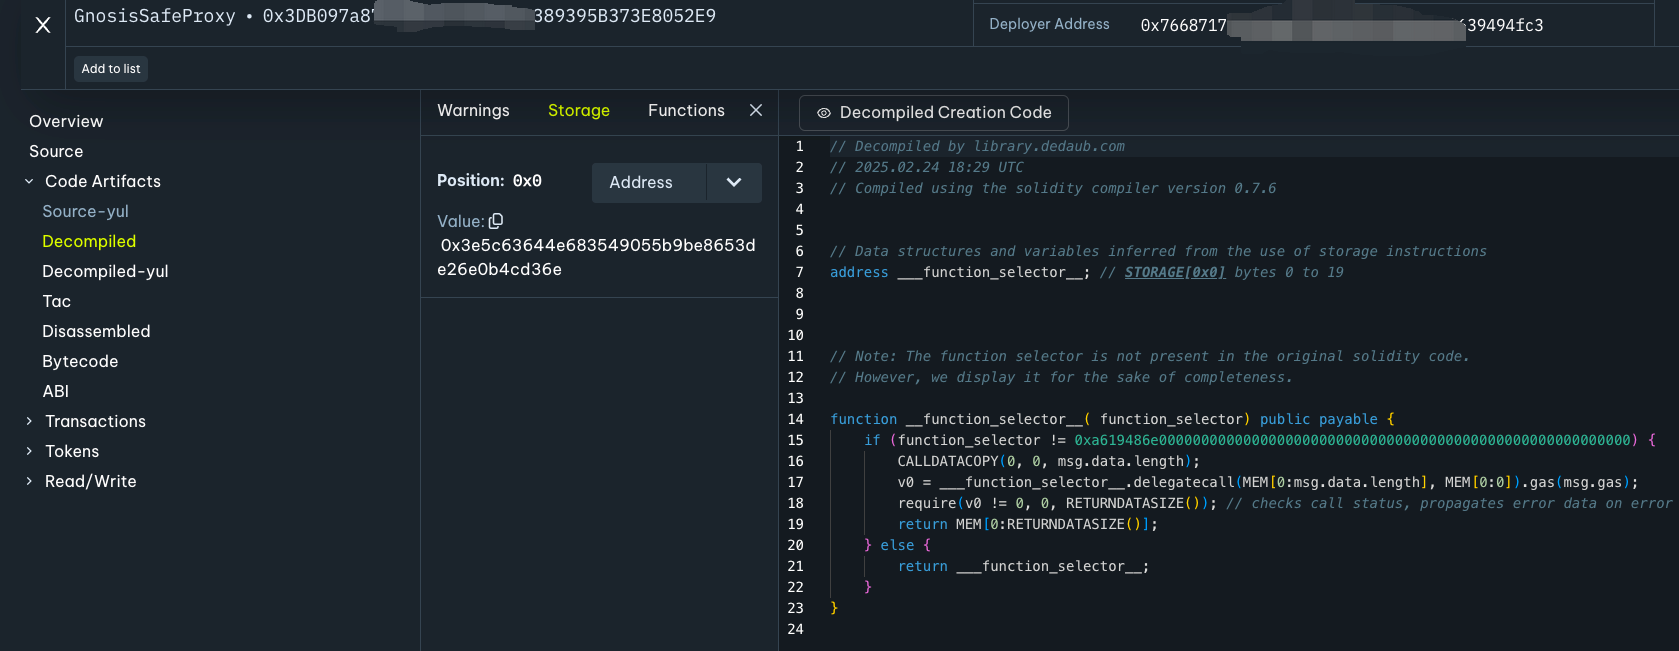 GnosisSafeProxy • 0x3DB097a8 389395B373E8052E9
Deployer Address 0x7668717 639494fc3
Add to list
Overview
Source
Code Artifacts
Source-yul
Decompiled
Decompiled-yul
Tac
Disassembled
Bytecode
ABI
Transactions
Tokens
Read/Write
Warnings Storage Functions
Position: 0x0 Address
Value:
0x3e5c63644e683549055b9be8653d
e26e0b4cd36e
Decompiled Creation Code
1 // Decompiled by library.dedaub.com
2 // 2025.02.24 18:29 UTC
3 // Compiled using the solidity compiler version 0.7.6
4
5
6 // Data structures and variables inferred from the use of storage instructions
7 address ___function_selector__; // STORAGE[0x0] bytes 0 to 19
8
9
10
11 // Note: The function selector is not present in the original solidity code.
12 // However, we display it for the sake of completeness.
13
14 function __function_selector__( function_selector) public payable {
15 if (function_selector != 0xa619486e00000000000000000000000000000000000000000000000000000000) {
16 CALLDATACOPY(0, 0, msg.data.length);
17 v0 = ___function_selector__.delegatecall(MEM[0:msg.data.length], MEM[0:0]).gas(msg.gas);
18 require(v0 != 0, 0, RETURNDATASIZE()); // checks call status, propagates error data on error
19 return MEM[0:RETURNDATASIZE()];
20 } else {
21 return ___function_selector__;
22 }
23 }
24